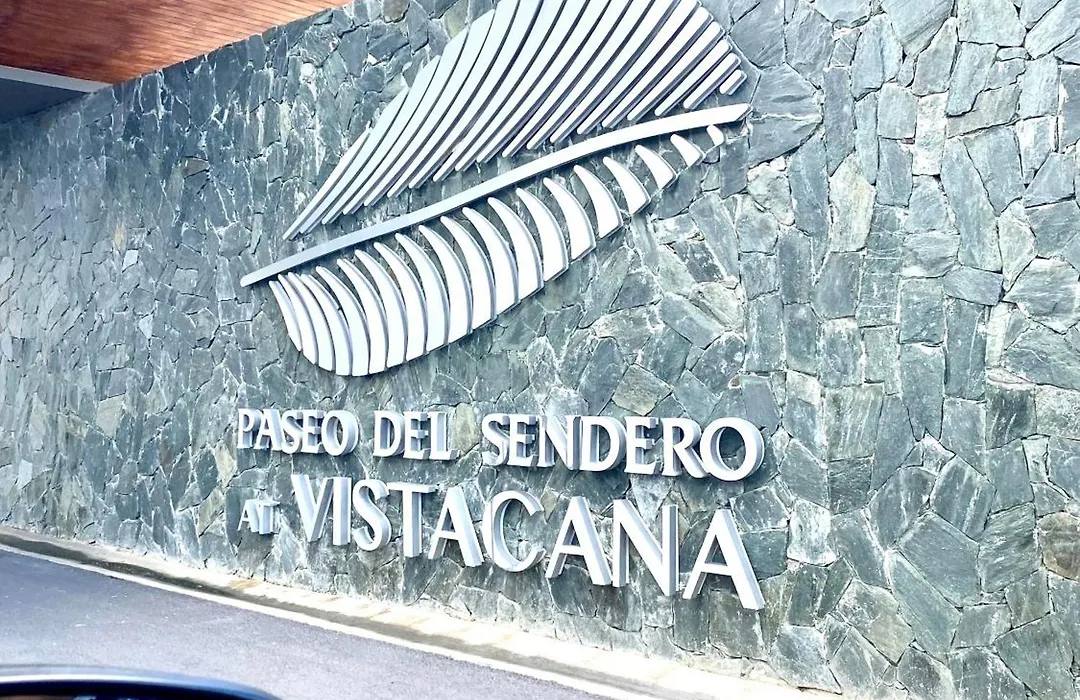 PASEO DEL SENDERO
AT VISTACANA